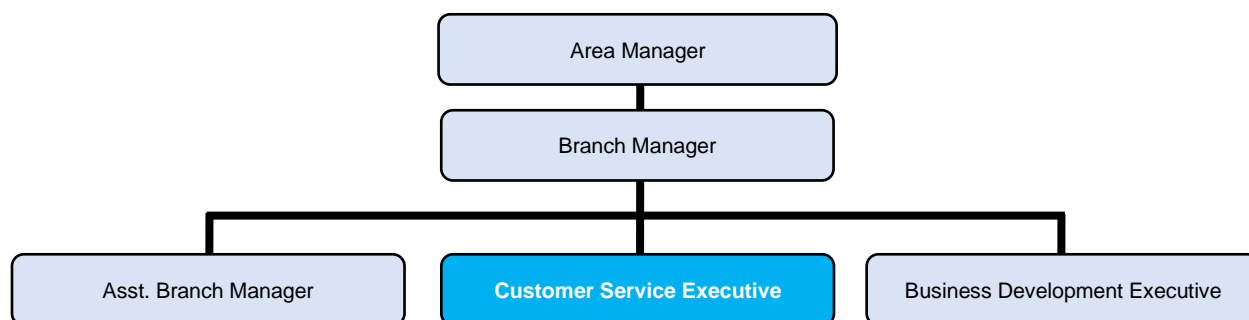 Area Manager
Branch Manager
Asst. Branch Manager
Customer Service Executive
Business Development Executive